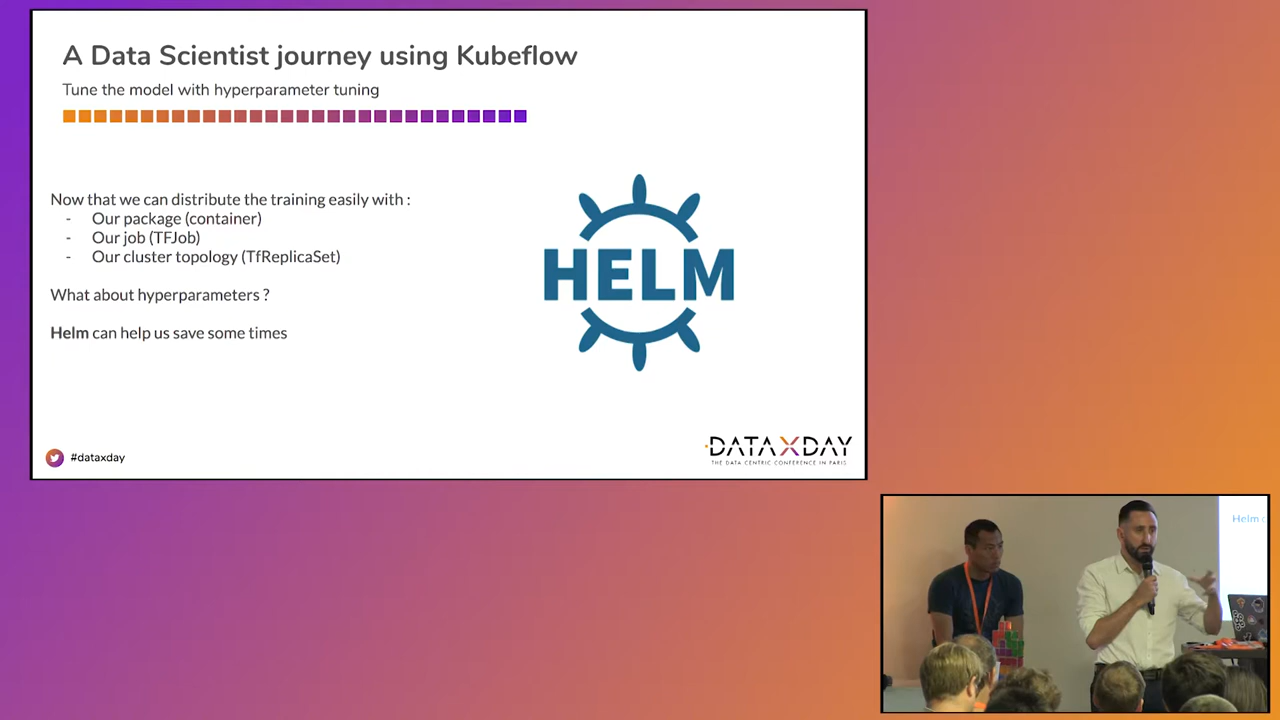 A Data Scientist journey using Kubeflow
Tune the model with hyperparameter tuning
Now that we can distribute the training easily with :
- Our package (container)
- Our job (TFJob)
- Our cluster topology (TfReplicaSet)
What about hyperparameters ?
Helm can help us save some times
HELM
#dataxday
DATAXDAY
THE DATA CENTRIC CONFERENCE IN PARIS
Helm